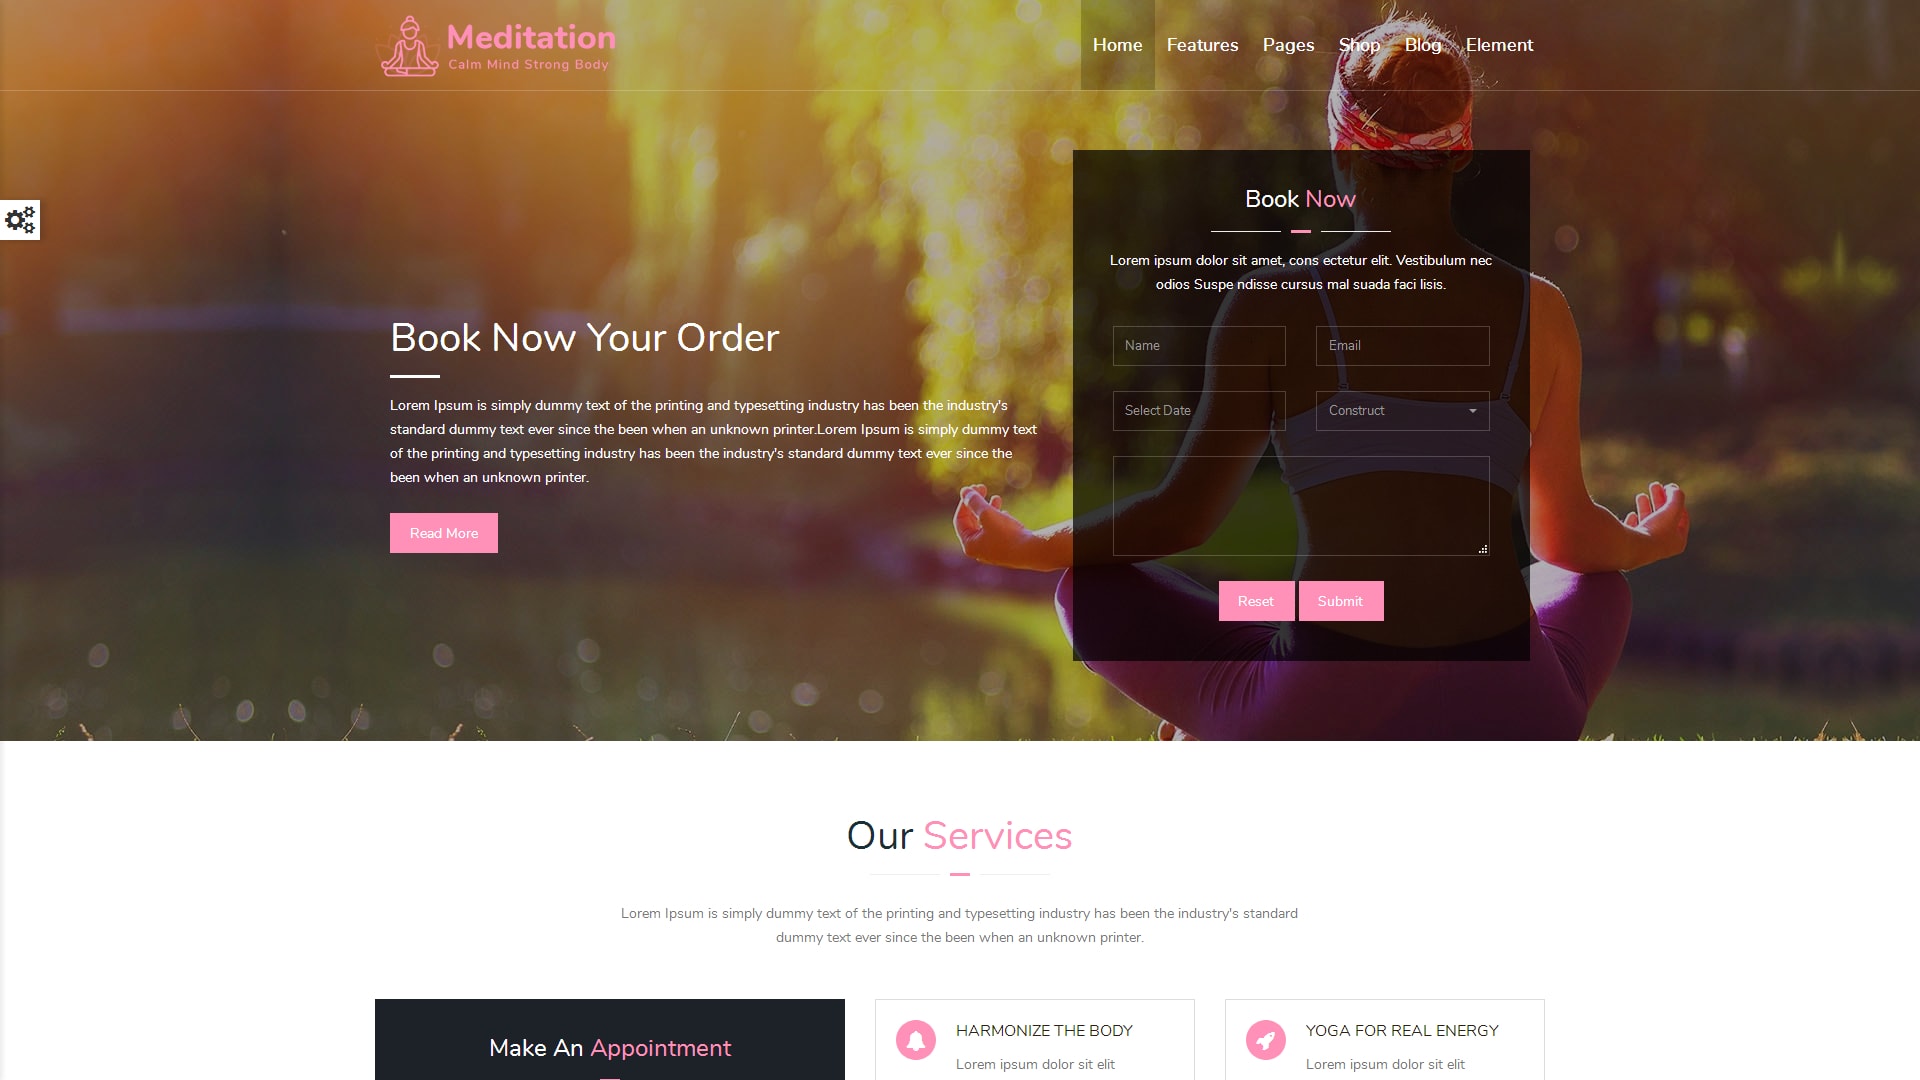 Meditation
Calm Mind Strong Body
Home Features Pages Shop Blog Element
Book Now Your Order
Lorem Ipsum is simply dummy text of the printing and typesetting industry has been the industry's
standard dummy text ever since the been when an unknown printer.Lorem Ipsum is simply dummy text
of the printing and typesetting industry has been the industry's standard dummy text ever since the
been when an unknown printer.
Read More
Book Now
Lorem ipsum dolor sit amet, cons ectetur elit. Vestibulum nec
odios Suspe ndisse cursus mal suada faci lisis.
Name Email
Select Date Construct
Reset Submit
Our Services
Lorem Ipsum is simply dummy text of the printing and typesetting industry has been the industry's standard
dummy text ever since the been when an unknown printer.
Make An Appointment
HARMONIZE THE BODY
Lorem ipsum dolor sit elit
YOGA FOR REAL ENERGY
Lorem ipsum dolor sit elit